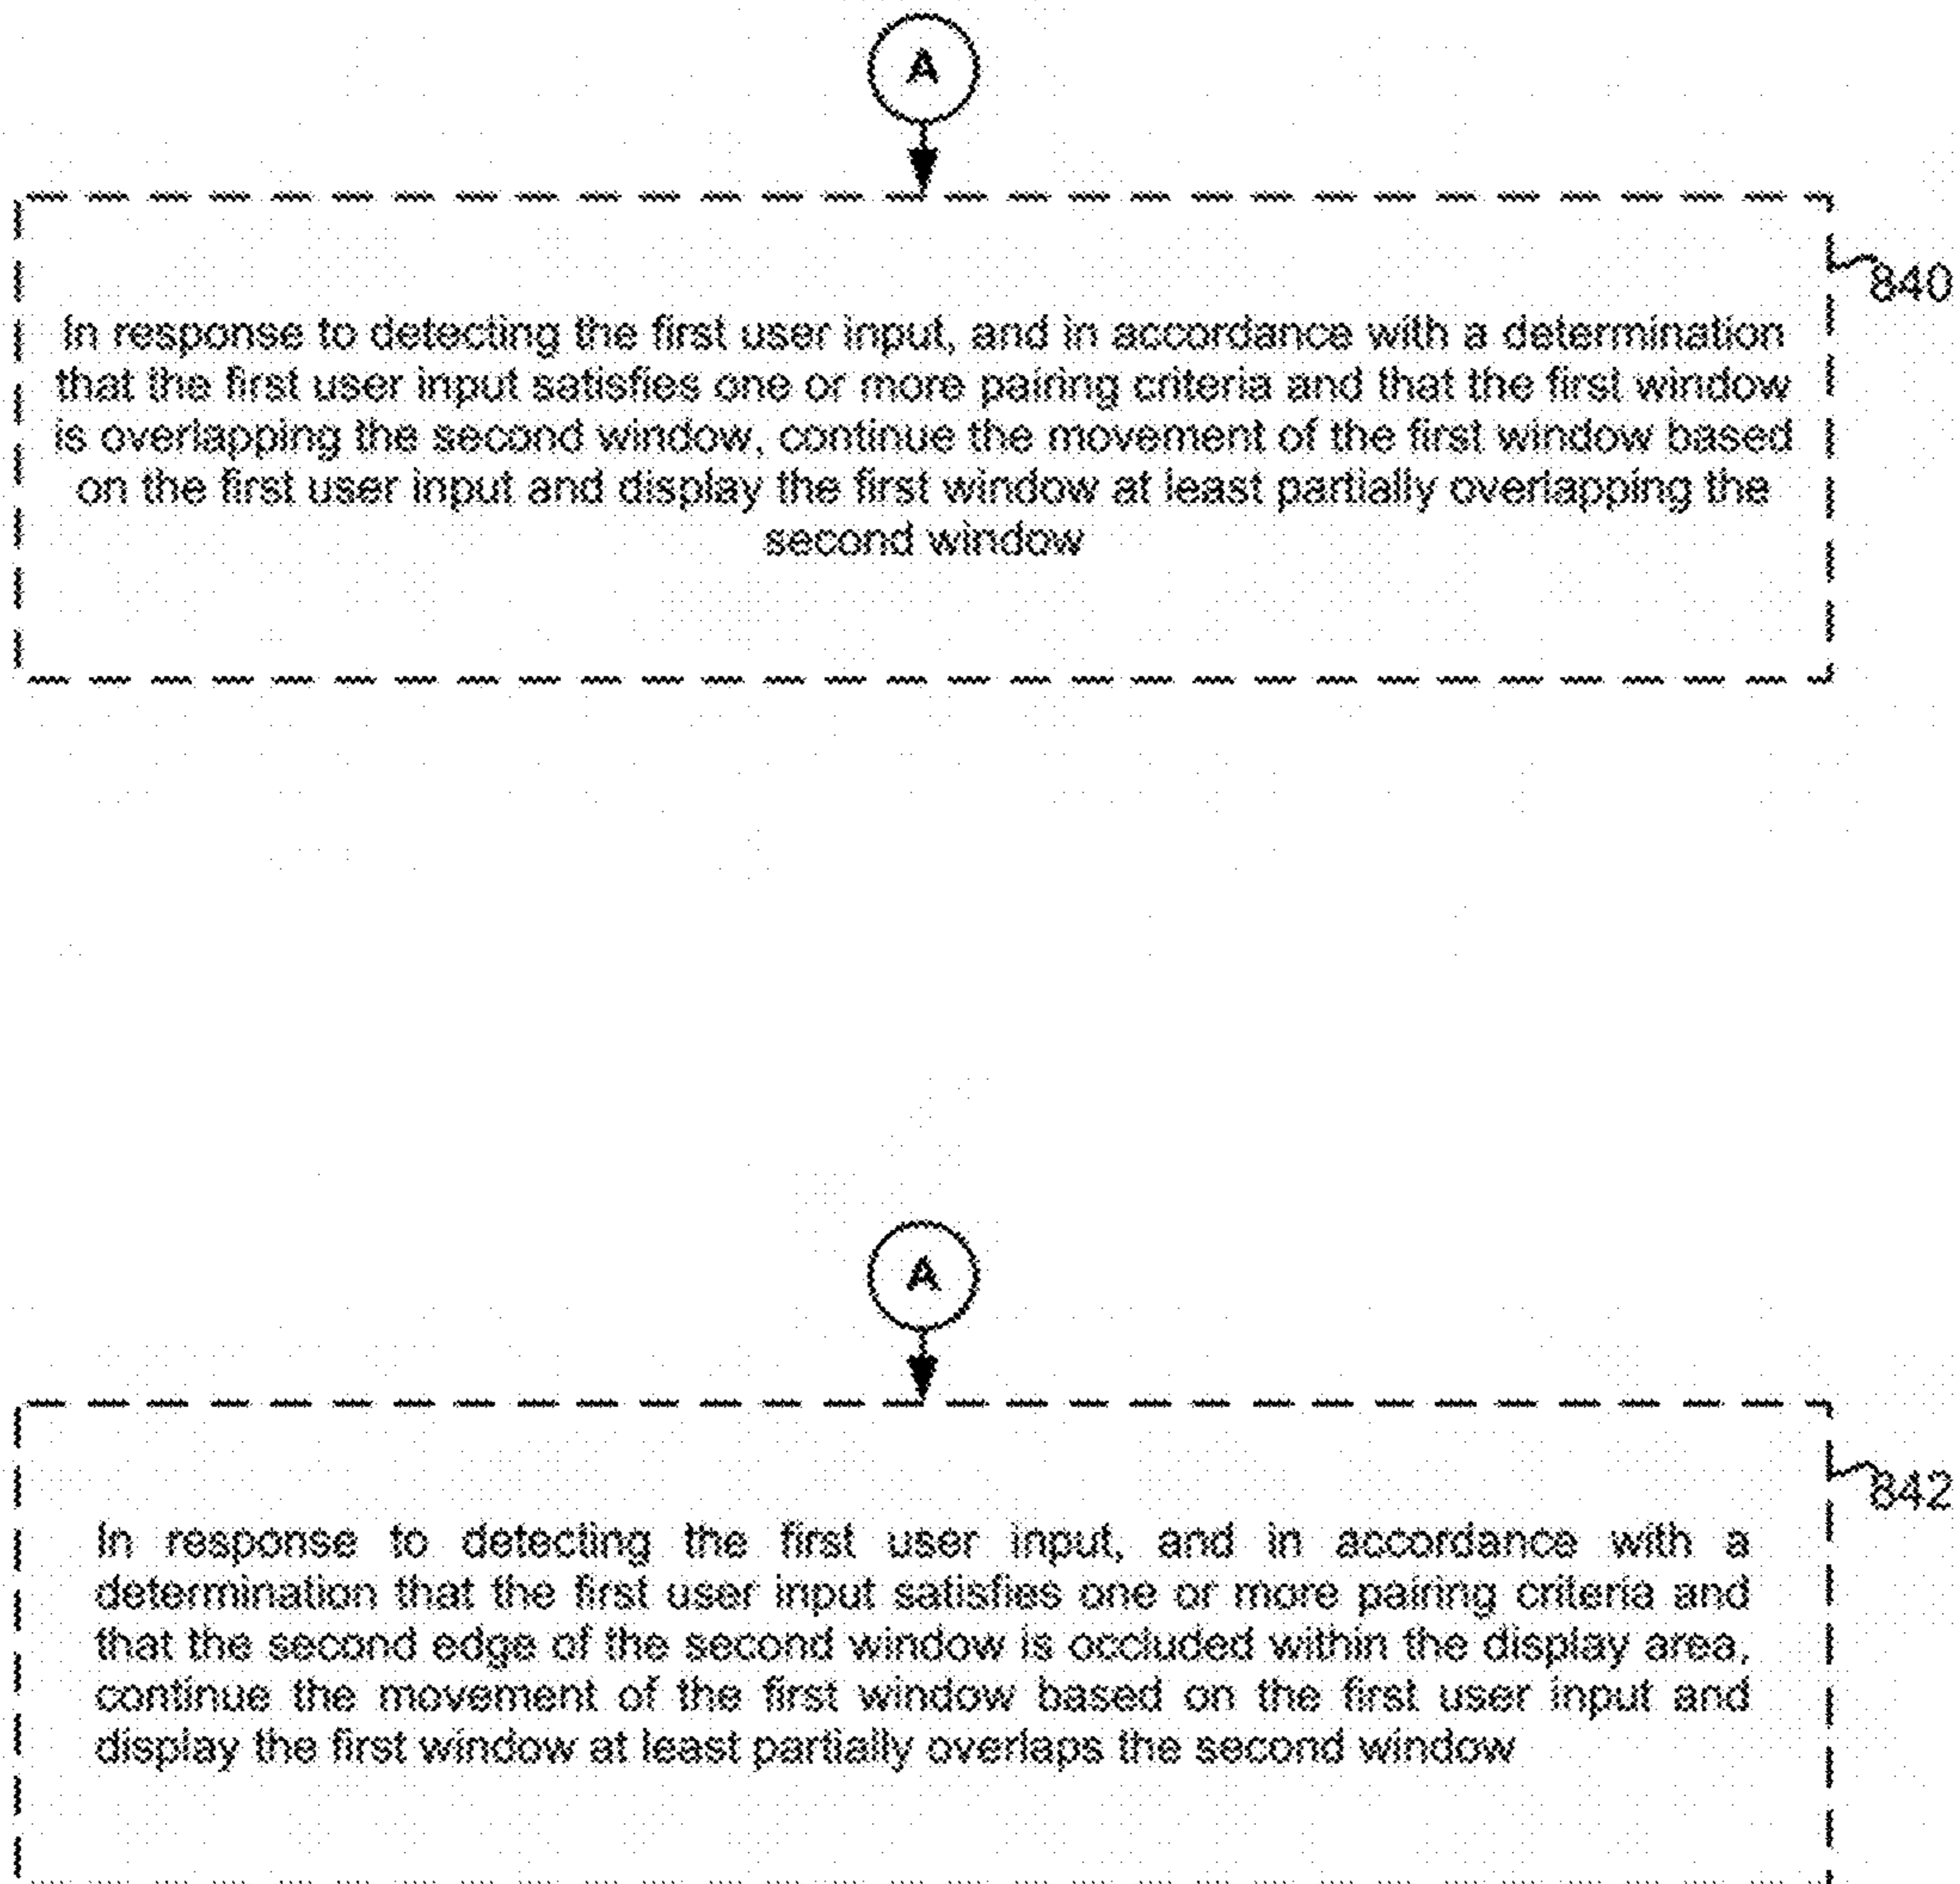 A
840
In response to detecting the first user input, and in accordance with a determination
that the first user input satisfies one or more pairing criteria and that the first window
is overlapping the second window, continue the movement of the first window based
on the first user input and display the first window at least partially overlapping the
second window
A
842
In response to detecting the first user input, and in accordance with a
determination that the first user input satisfies one or more pairing criteria and
that the second edge of the second window is occluded within the display area,
continue the movement of the first window based on the first user input and
display the first window at least partially overlaps the second window